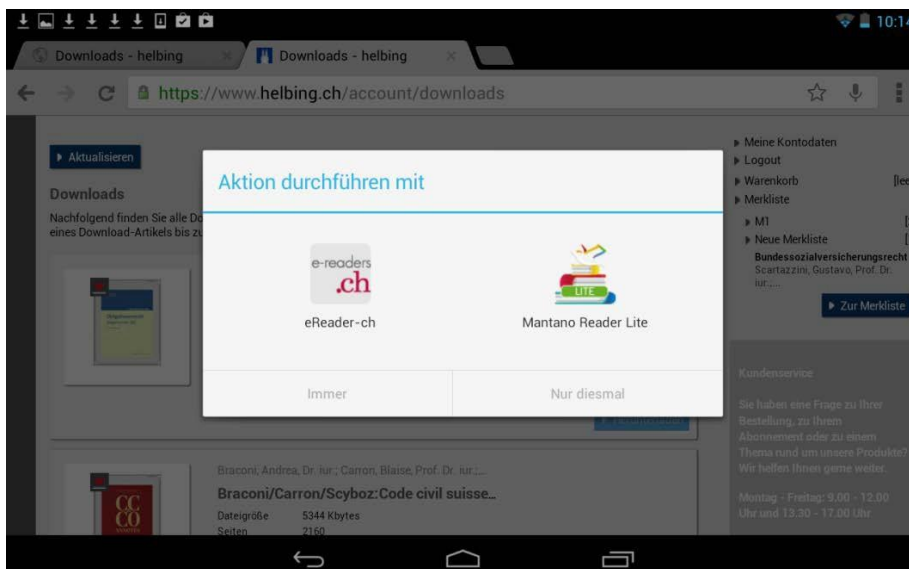 10:14
Downloads - helbing
Downloads - helbing
https://www.helbing.ch/account/downloads
Aktualisieren
Downloads
Nachfolgend finden Sie alle Do
eines Download-Artikels bis zu
Aktion durchführen mit
e-readers
.ch
eReader-ch
LITE
Mantano Reader Lite
Immer
Nur diesmal
Herunterladen
Braconi, Andrea, Dr. iur.; Carron, Blaise, Prof. Dr. iur.;...
Braconi/Carron/Scyboz:Code civil suisse…
Dateigröße 5344 Kbytes
Seiten 2160
CC
CO
Meine Kontodaten
Logout
Warenkorb [lee
Merkliste
M1 [
Neue Merkliste [
Bundessozialversicherungsrecht
Scartazzini, Gustavo, Prof. Dr.
iur.;...
Zur Merkliste
Kundenservice
Sie haben eine Frage zu Ihrer
Bestellung, zu Ihrem
Abonnement oder zu einem
Thema rund um unsere Produkte?
Wir helfen Ihnen gerne weiter.
Montag - Freitag: 9.00 - 12.00
Uhr und 13.30 - 17.00 Uhr